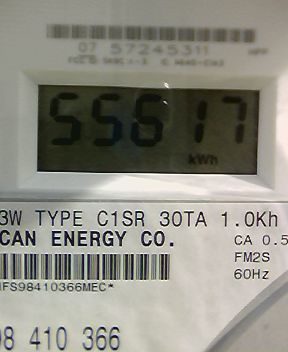 07 57245311
55617
kWh
3W TYPE C1SR 30TA 1.0Kh
CAN ENERGY CO.
CA 0.5
FM2S
60Hz
IFS98410366MEC*
98 410 366